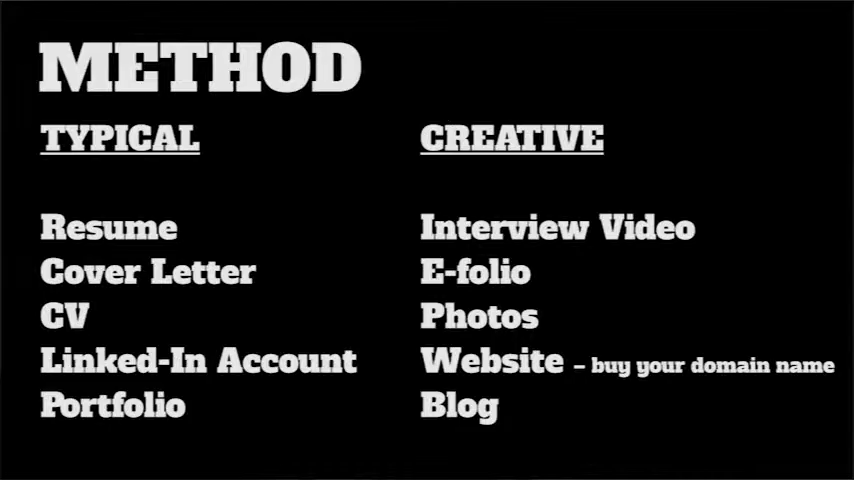 METHOD
TYPICAL
Resume
Cover Letter
CV
Linked-In Account
Portfolio
CREATIVE
Interview Video
E-folio
Photos
Website – buy your domain name
Blog